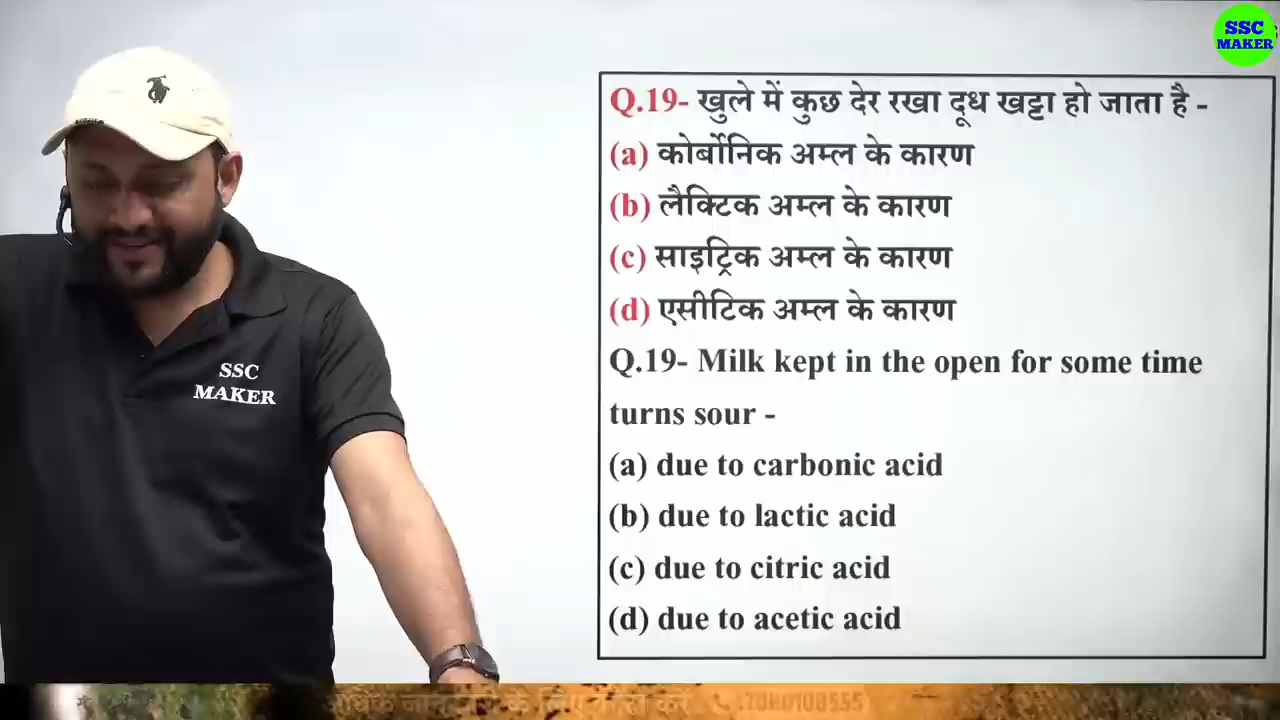 SSC
MAKER
Q.19- खुले में कुछ देर रखा दूध खट्टा हो जाता है -
(a) कोर्बोनिक अम्ल के कारण
(b) लैक्टिक अम्ल के कारण
(c) साइट्रिक अम्ल के कारण
(d) एसीटिक अम्ल के कारण
Q.19- Milk kept in the open for some time
turns sour -
(a) due to carbonic acid
(b) due to lactic acid
(c) due to citric acid
(d) due to acetic acid
SSC
MAKER